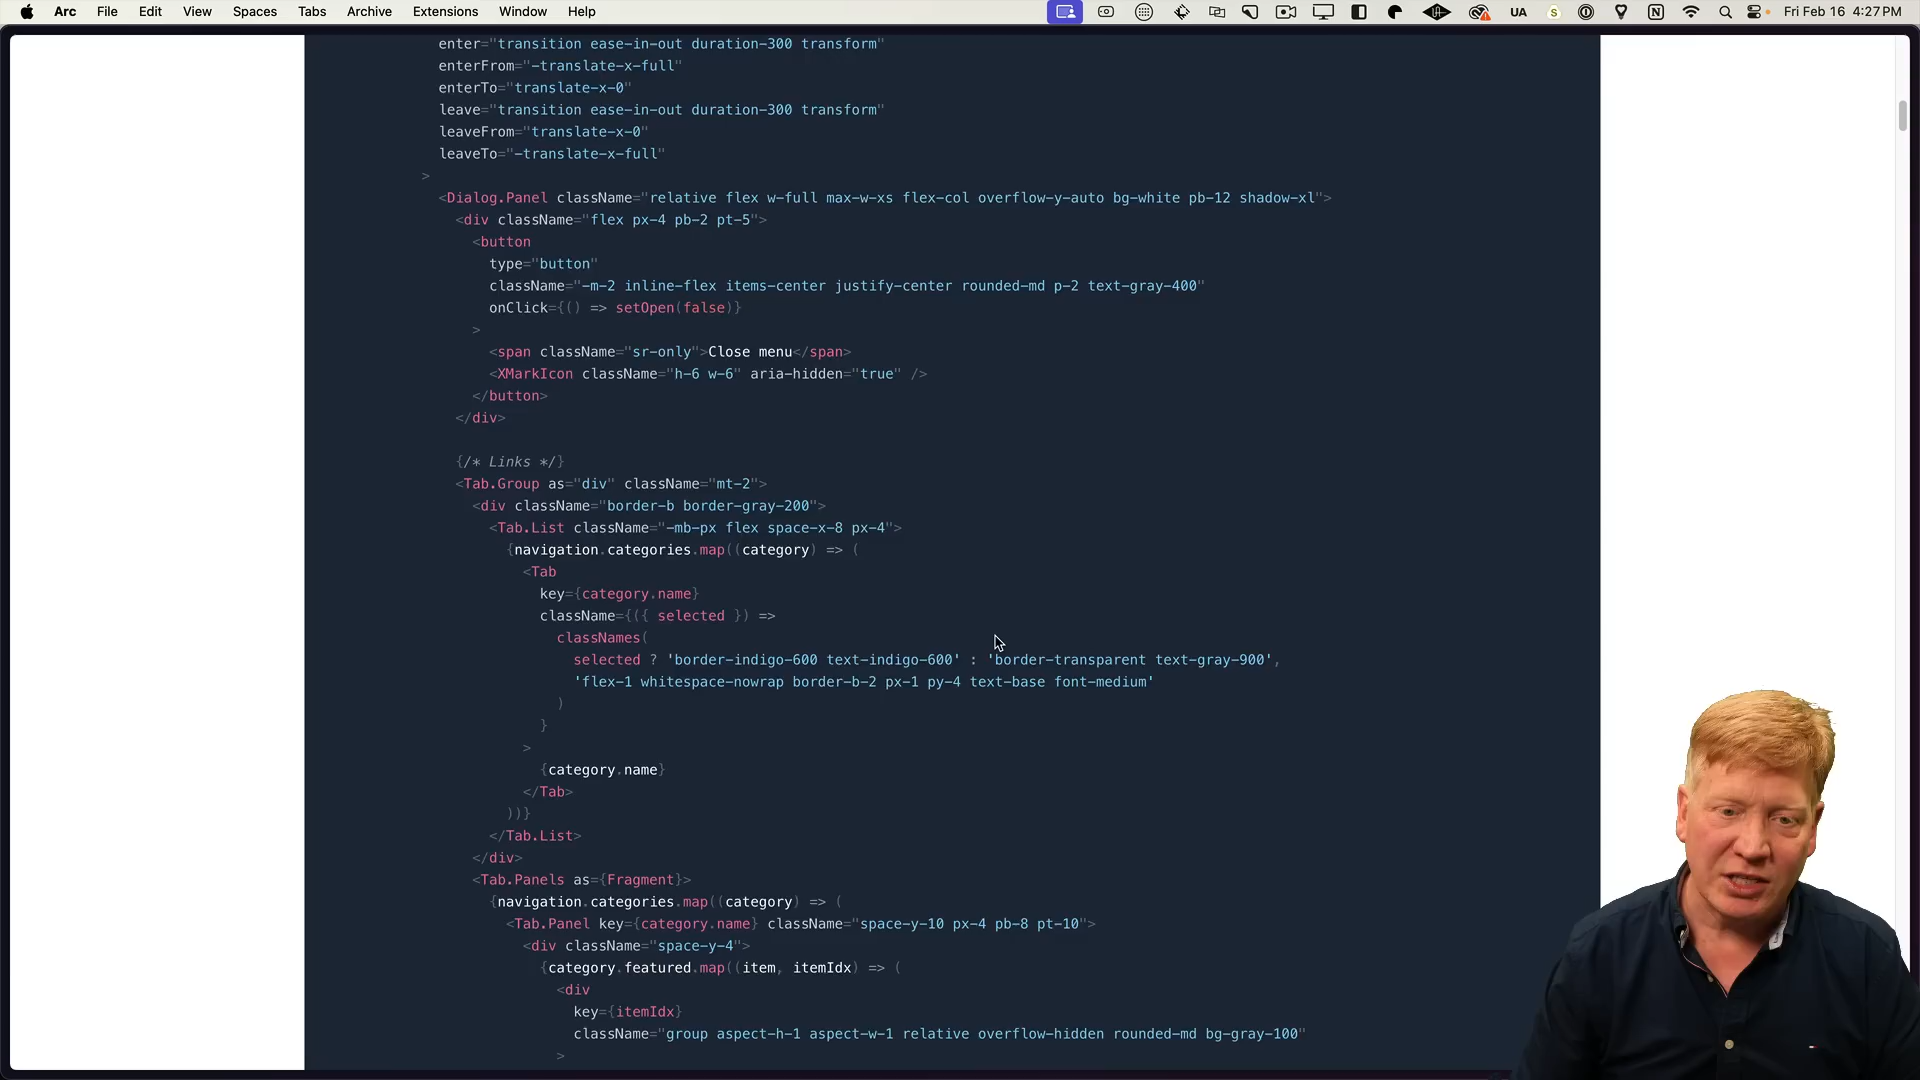 Arc File Edit View Spaces Tabs Archive Extensions Window Help UA S Fri Feb 16 4:27 PM
enter="transition ease-in-out duration-300 transform"
enterFrom="-translate-x-full"
enterTo="translate-x-0"
leave="transition ease-in-out duration-300 transform"
leaveFrom="translate-x-0"
leaveTo="-translate-x-full"
>
<Dialog.Panel className="relative flex w-full max-w-xs flex-col overflow-y-auto bg-white pb-12 shadow-xl">
<div className="flex px-4 pb-2 pt-5">
<button
type="button"
className="-m-2 inline-flex items-center justify-center rounded-md p-2 text-gray-400"
onClick={() => setOpen(false)}
>
<span className="sr-only">Close menu</span>
<XMarkIcon className="h-6 w-6" aria-hidden="true" />
</button>
</div>
{/* Links */}
<Tab.Group as="div" className="mt-2">
<div className="border-b border-gray-200">
<Tab.List className="-mb-px flex space-x-8 px-4">
{navigation.categories.map((category) => (
<Tab
key={category.name}
className={({ selected }) =>
classNames(
selected ? 'border-indigo-600 text-indigo-600' : 'border-transparent text-gray-900',
'flex-1 whitespace-nowrap border-b-2 px-1 py-4 text-base font-medium'
)
}
>
{category.name}
</Tab>
))}
</Tab.List>
</div>
<Tab.Panels as={Fragment}>
{navigation.categories.map((category) => (
<Tab.Panel key={category.name} className="space-y-10 px-4 pb-8 pt-10">
<div className="space-y-4">
{category.featured.map((item, itemIdx) => (
<div
key={itemIdx}
className="group aspect-h-1 aspect-w-1 relative overflow-hidden rounded-md bg-gray-100"
>